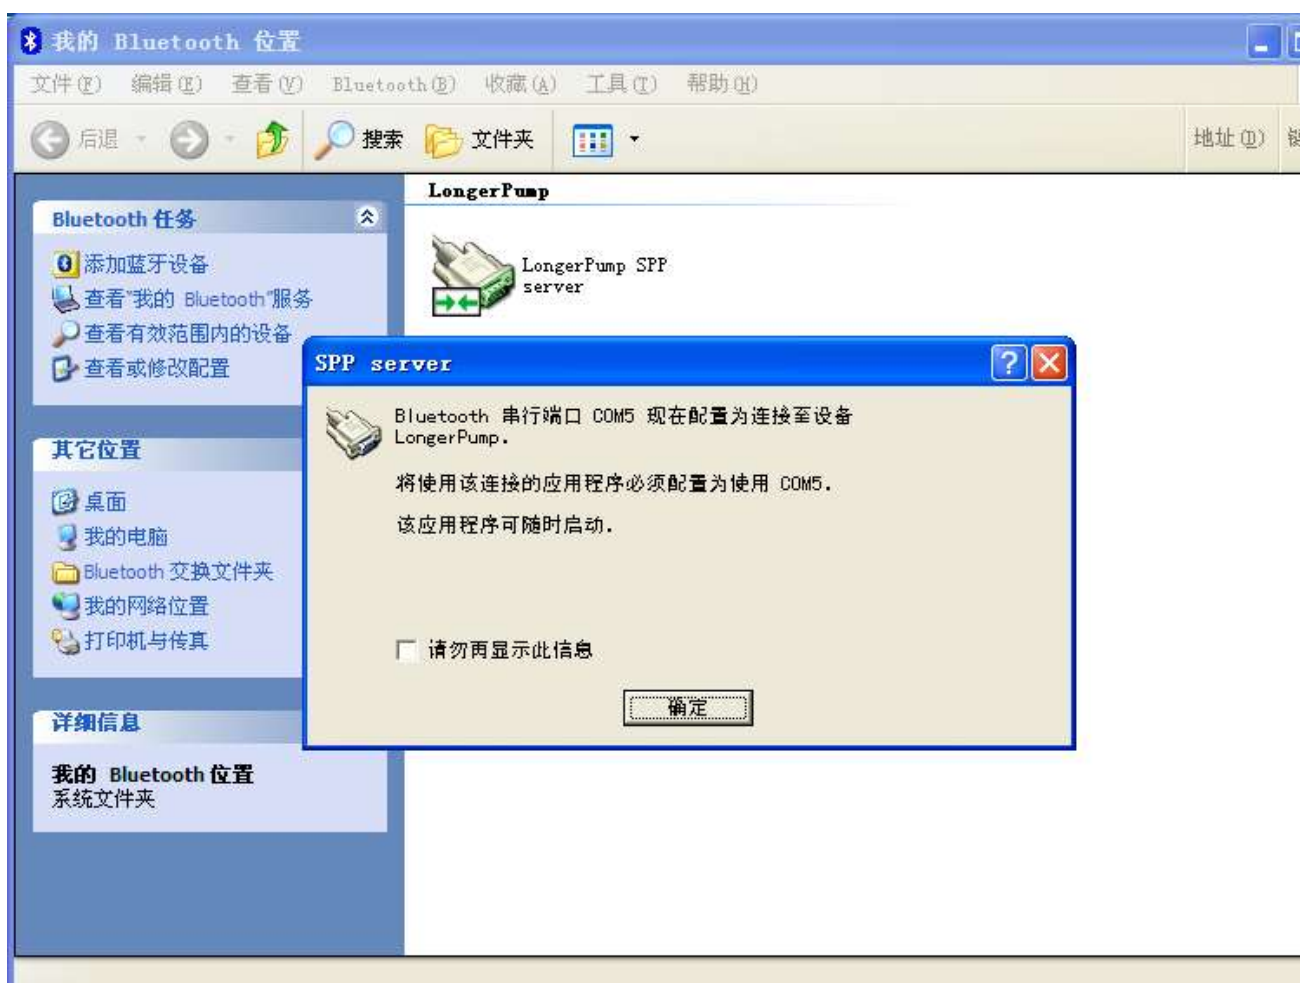 我的 Bluetooth 位置
文件(F) 编辑(E) 查看(V) Bluetooth(B) 收藏(A) 工具(T) 帮助(H)
后退 搜索 文件夹 地址(D)
LongerPump
Bluetooth 任务
添加蓝牙设备
查看"我的 Bluetooth"服务
查看有效范围内的设备
查看或修改配置
LongerPump SPP
server
SPP server
Bluetooth 串行端口 COM5 现在配置为连接至设备
LongerPump.
将使用该连接的应用程序必须配置为使用 COM5.
该应用程序可随时启动.
请勿再显示此信息
确定
其它位置
桌面
我的电脑
Bluetooth 交换文件夹
我的网络位置
打印机与传真
详细信息
我的 Bluetooth 位置
系统文件夹